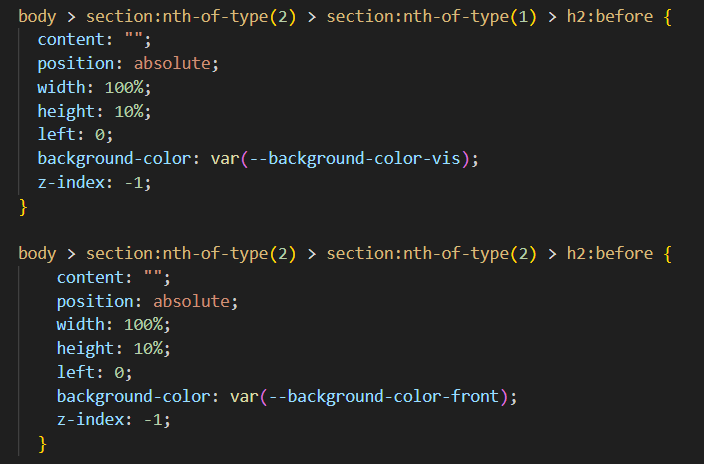 body > section:nth-of-type(2) > section:nth-of-type(1) > h2:before {
  content: "";
  position: absolute;
  width: 100%;
  height: 10%;
  left: 0;
  background-color: var(--background-color-vis);
  z-index: -1;
}

body > section:nth-of-type(2) > section:nth-of-type(2) > h2:before {
    content: "";
    position: absolute;
    width: 100%;
    height: 10%;
    left: 0;
    background-color: var(--background-color-front);
    z-index: -1;
  }